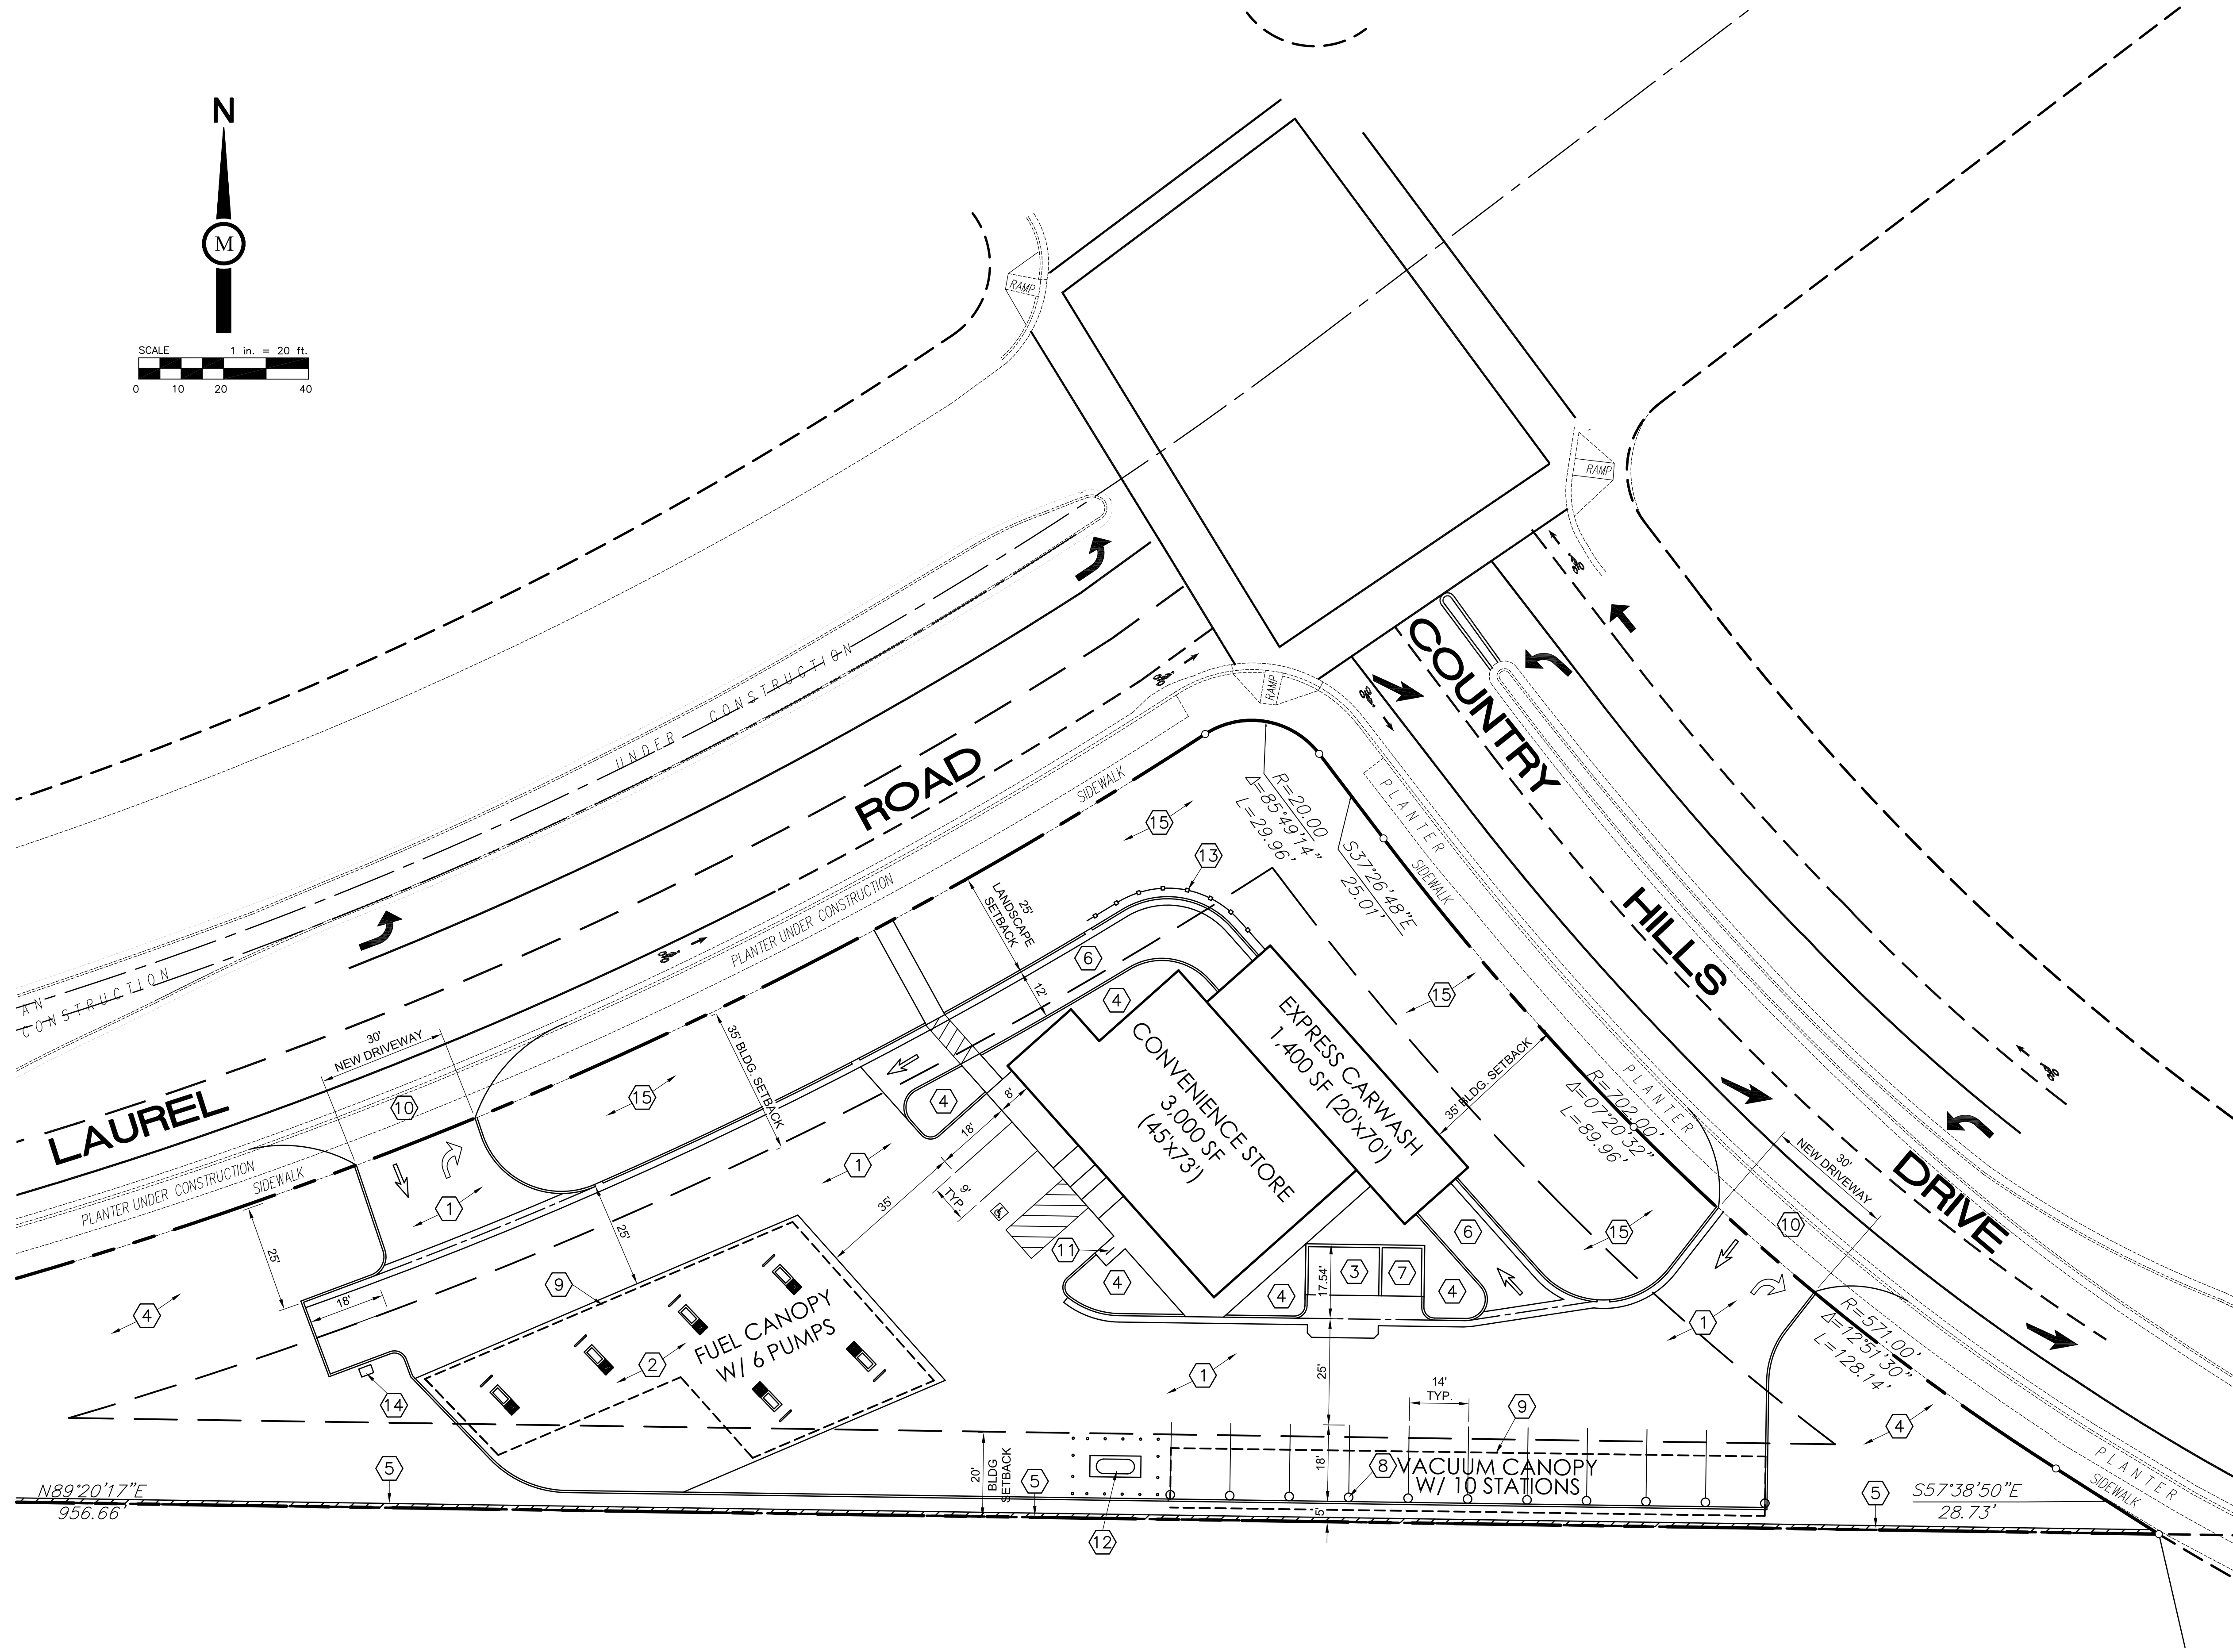 N
M
SCALE 1 in. = 20 ft.
0 10 20 40
RAMP
RAMP
RAMP
UNDER CONSTRUCTION
AN
CONSTRUCTION
LAUREL
ROAD
COUNTRY
HILLS
DRIVE
PLANTER
SIDEWALK
SIDEWALK
R=20.00
Δ=85°49'14"
L=29.96'
S37°26'48"E
25.01'
15
13
25'
LANDSCAPE
SETBACK
PLANTER UNDER CONSTRUCTION
6
12'
4
15
30'
NEW DRIVEWAY
10
15
35' BLDG. SETBACK
4
8'
18'
35'
9'
TYP.
1
CONVENIENCE STORE
3,000 SF
(45'x73')
EXPRESS CARWASH
1,400 SF (20'x70')
35' BLDG. SETBACK
PLANTER
R=702.00'
Δ=07°20'32"
L=89.96'
30'
NEW DRIVEWAY
10
PLANTER UNDER CONSTRUCTION
SIDEWALK
1
25'
25'
18'
4
9
2
FUEL CANOPY
W/ 6 PUMPS
14
11
4
4
17.54'
3
7
4
6
15
1
R=571.00'
Δ=12°51'30"
L=128.14'
1
25'
14'
TYP.
9
4
PLANTER
SIDEWALK
5
20'
BLDG
SETBACK
5
12
18'
8
VACUUM CANOPY
W/ 10 STATIONS
5'
5
N89°20'17"E
956.66'
S57°38'50"E
28.73'